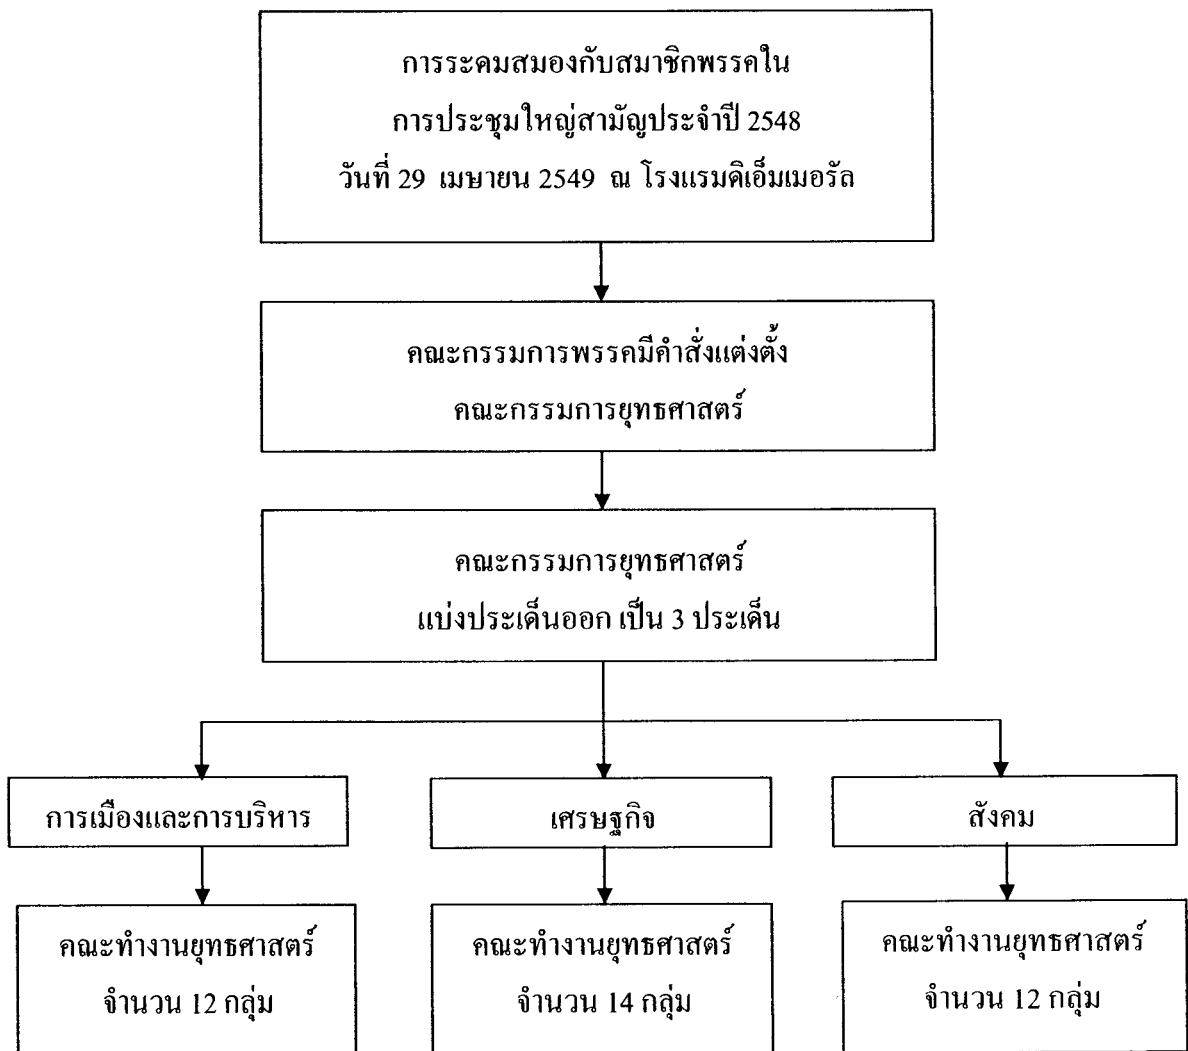 การระดมสมองกับสมาชิกพรรคใน
การประชุมใหญ่สามัญประจำปี 2548
วันที่ 29 เมษายน 2549 ณ โรงแรมดิเอ็มเมอรัล
คณะกรรมการพรรคมีคำสั่งแต่งตั้ง
คณะกรรมการยุทธศาสตร์
คณะกรรมการยุทธศาสตร์
แบ่งประเด็นออก เป็น 3 ประเด็น
การเมืองและการบริหาร
เศรษฐกิจ
สังคม
คณะทำงานยุทธศาสตร์
จำนวน 12 กลุ่ม
คณะทำงานยุทธศาสตร์
จำนวน 14 กลุ่ม
คณะทำงานยุทธศาสตร์
จำนวน 12 กลุ่ม